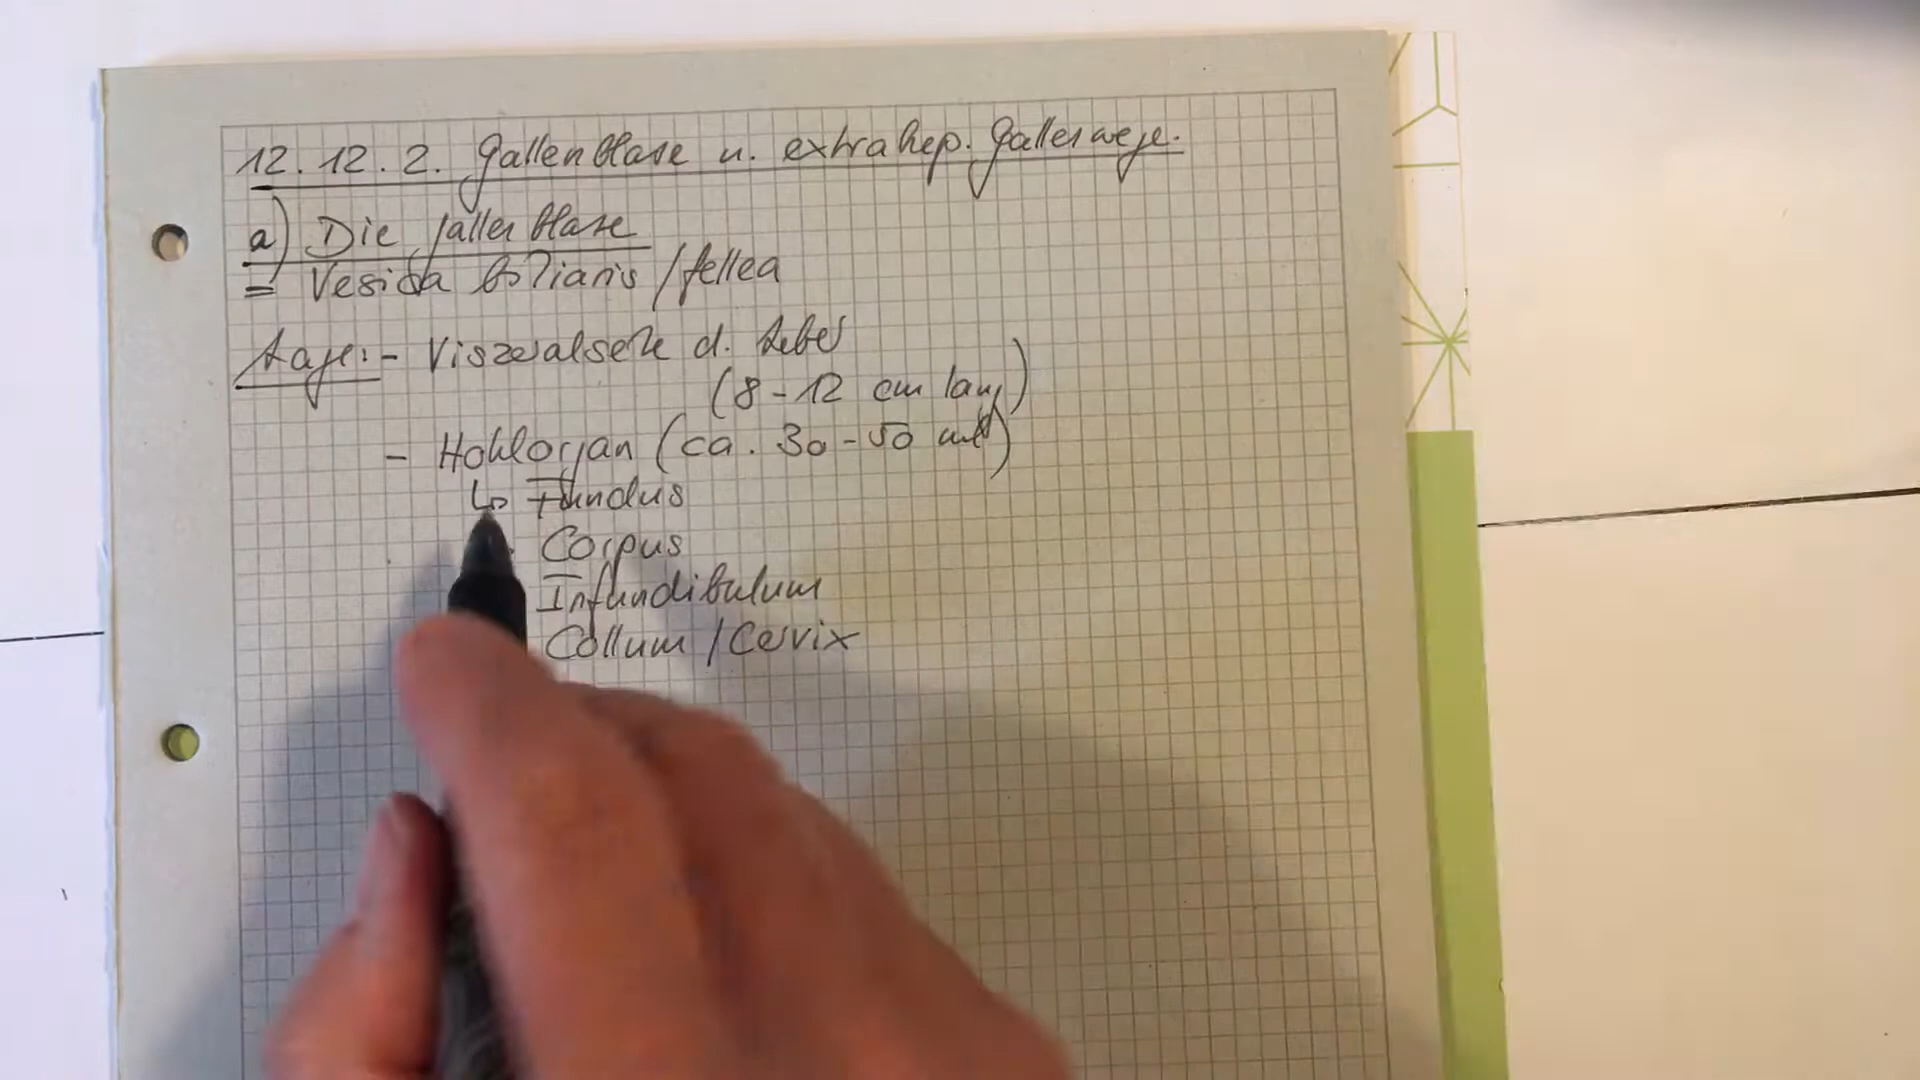 12.12.2. Gallenblase u. extrahep. Gallenwege.
a) Die Gallenblase
= Vesica biliaris / fellea
Lage: - Viszeralseite d. Leber
(8-12 cm lang)
- Hohlorgan (ca. 30-50 ml)
↳ Fundus
Corpus
Infundibulum
Collum / Cervix